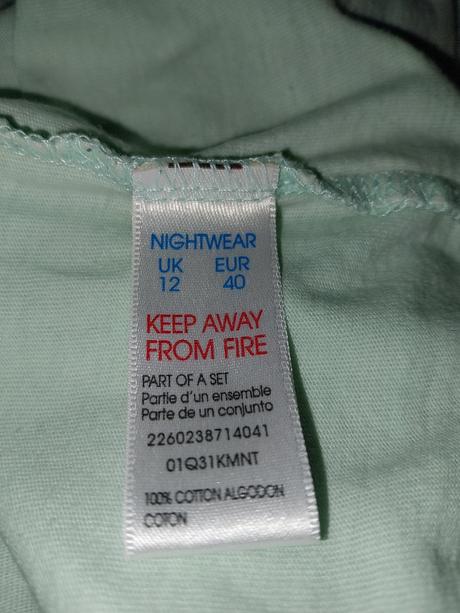 NIGHTWEAR
UK EUR
12 40
KEEP AWAY
FROM FIRE
PART OF A SET
Partie d'un ensemble
Parte de un conjunto
2260238714041
01Q31KMNT
100% COTTON ALGODON
COTON